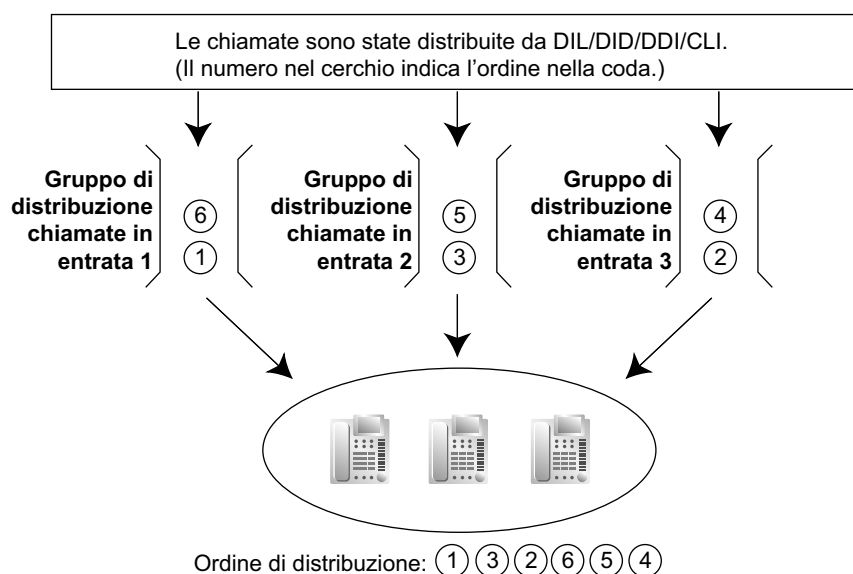 Le chiamate sono state distribuite da DIL/DID/DDI/CLI.
(Il numero nel cerchio indica l'ordine nella coda.)
Gruppo di
distribuzione
chiamate in
entrata 1
6
1
Gruppo di
distribuzione
chiamate in
entrata 2
5
3
Gruppo di
distribuzione
chiamate in
entrata 3
4
2
Ordine di distribuzione: 1 3 2 6 5 4